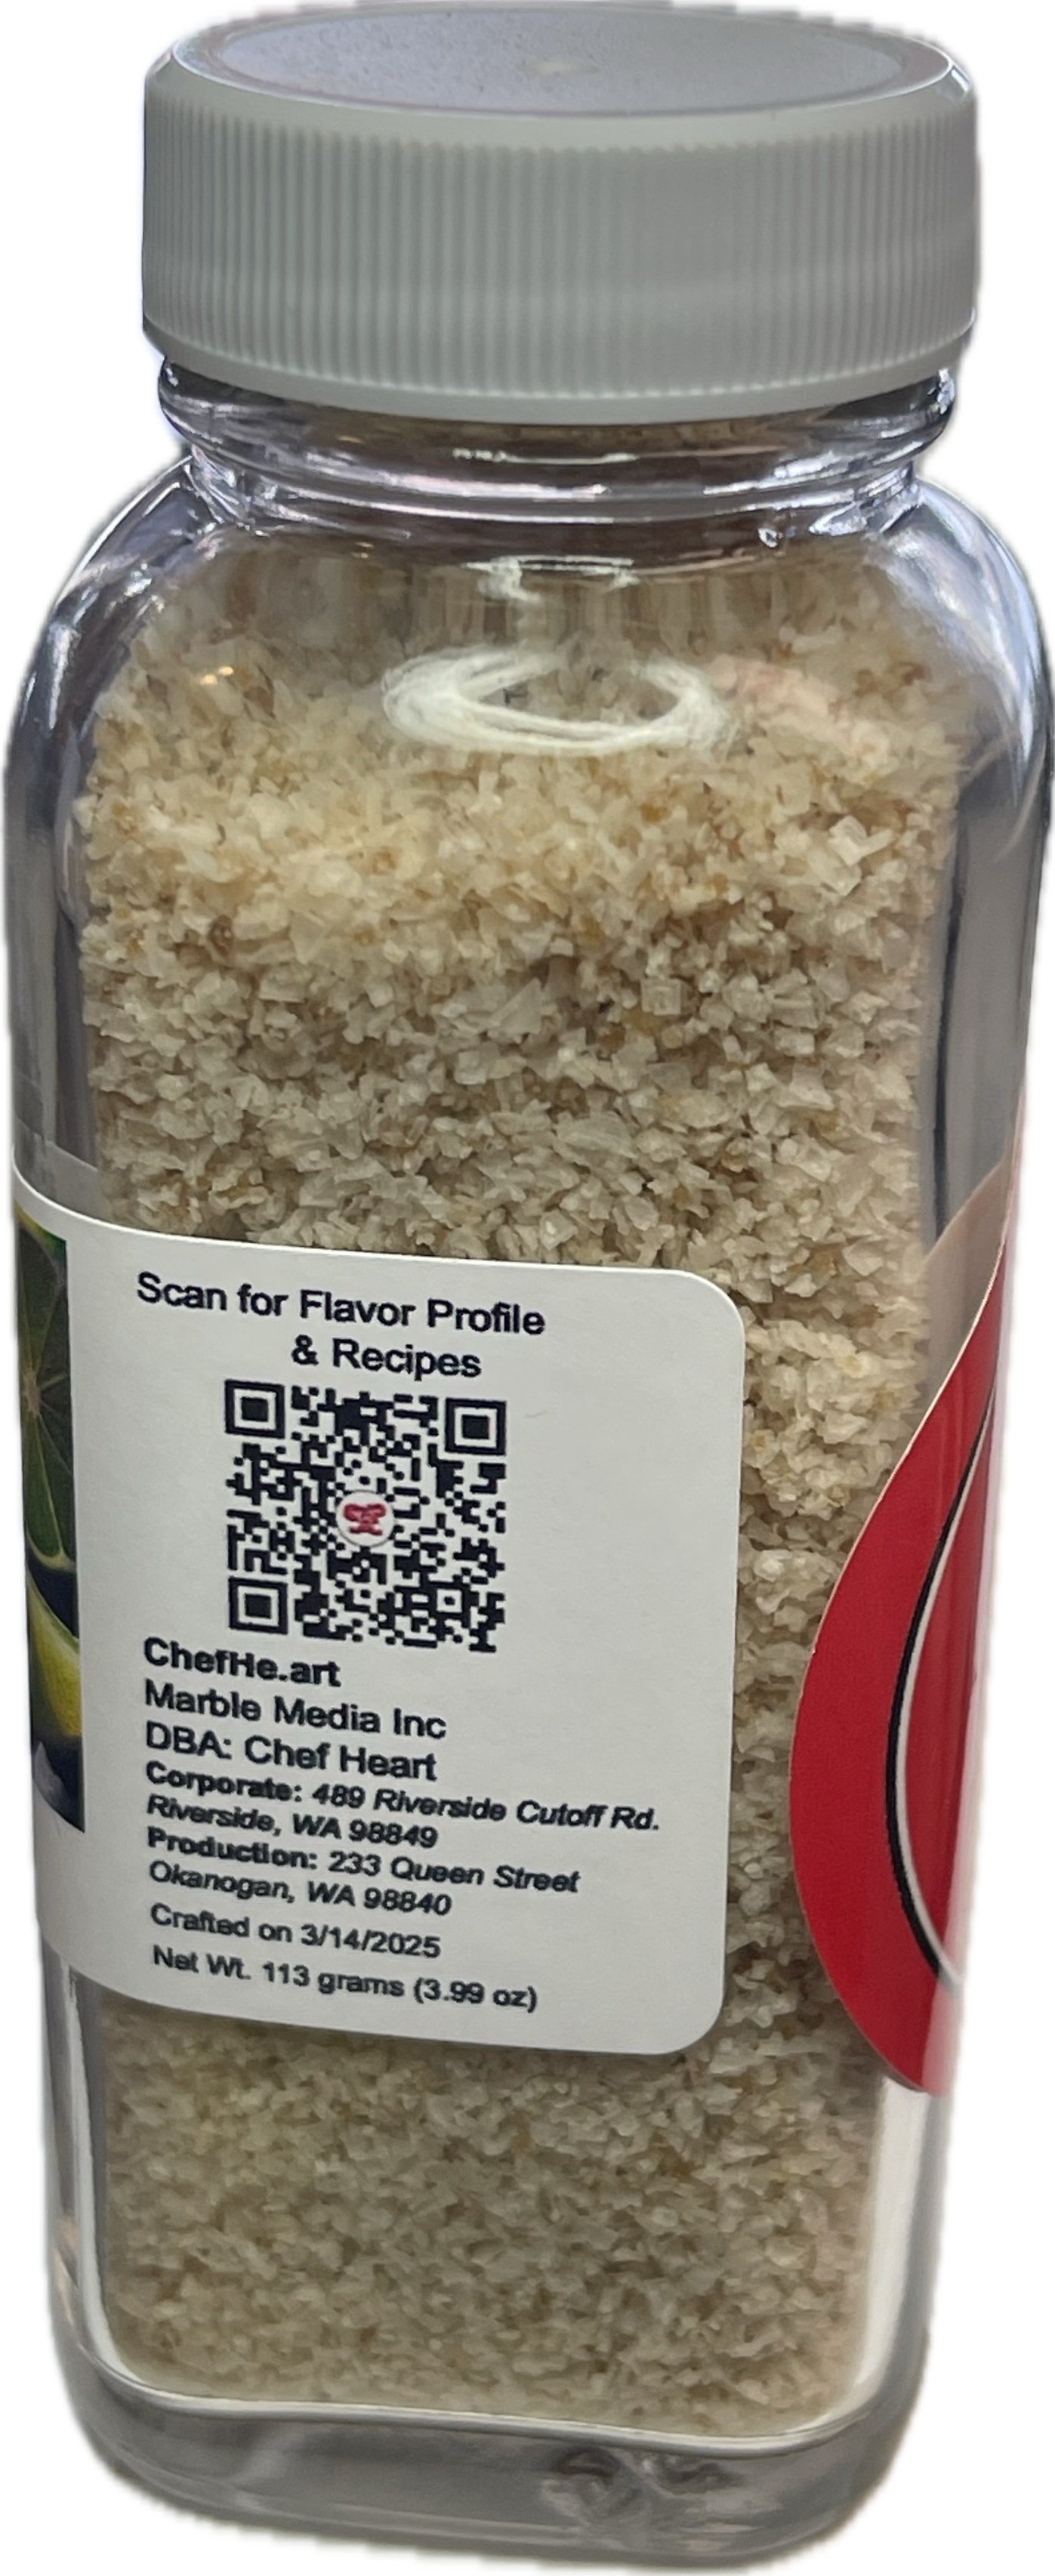 Scan for Flavor Profile
& Recipes
ChefHe.art
Marble Media Inc
DBA: Chef Heart
Corporate: 489 Riverside Cutoff Rd.
Riverside, WA 98849
Production: 233 Queen Street
Okanogan, WA 98840
Crafted on 3/14/2025
Net Wt. 113 grams (3.99 oz)